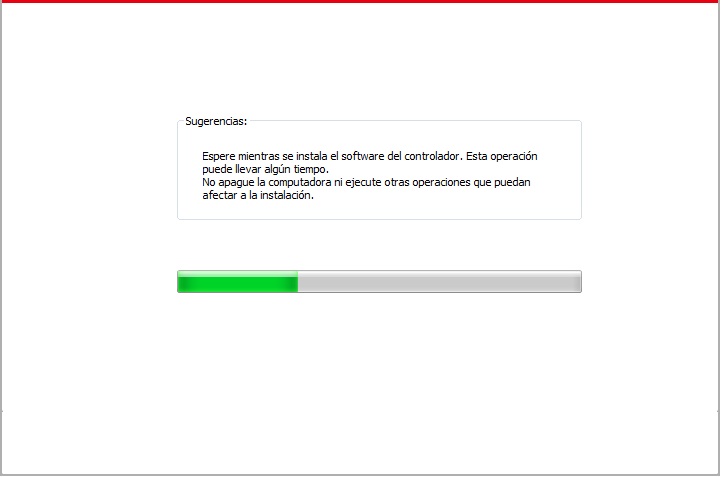 Sugerencias:
Espere mientras se instala el software del controlador. Esta operación
puede llevar algún tiempo.
No apague la computadora ni ejecute otras operaciones que puedan
afectar a la instalación.